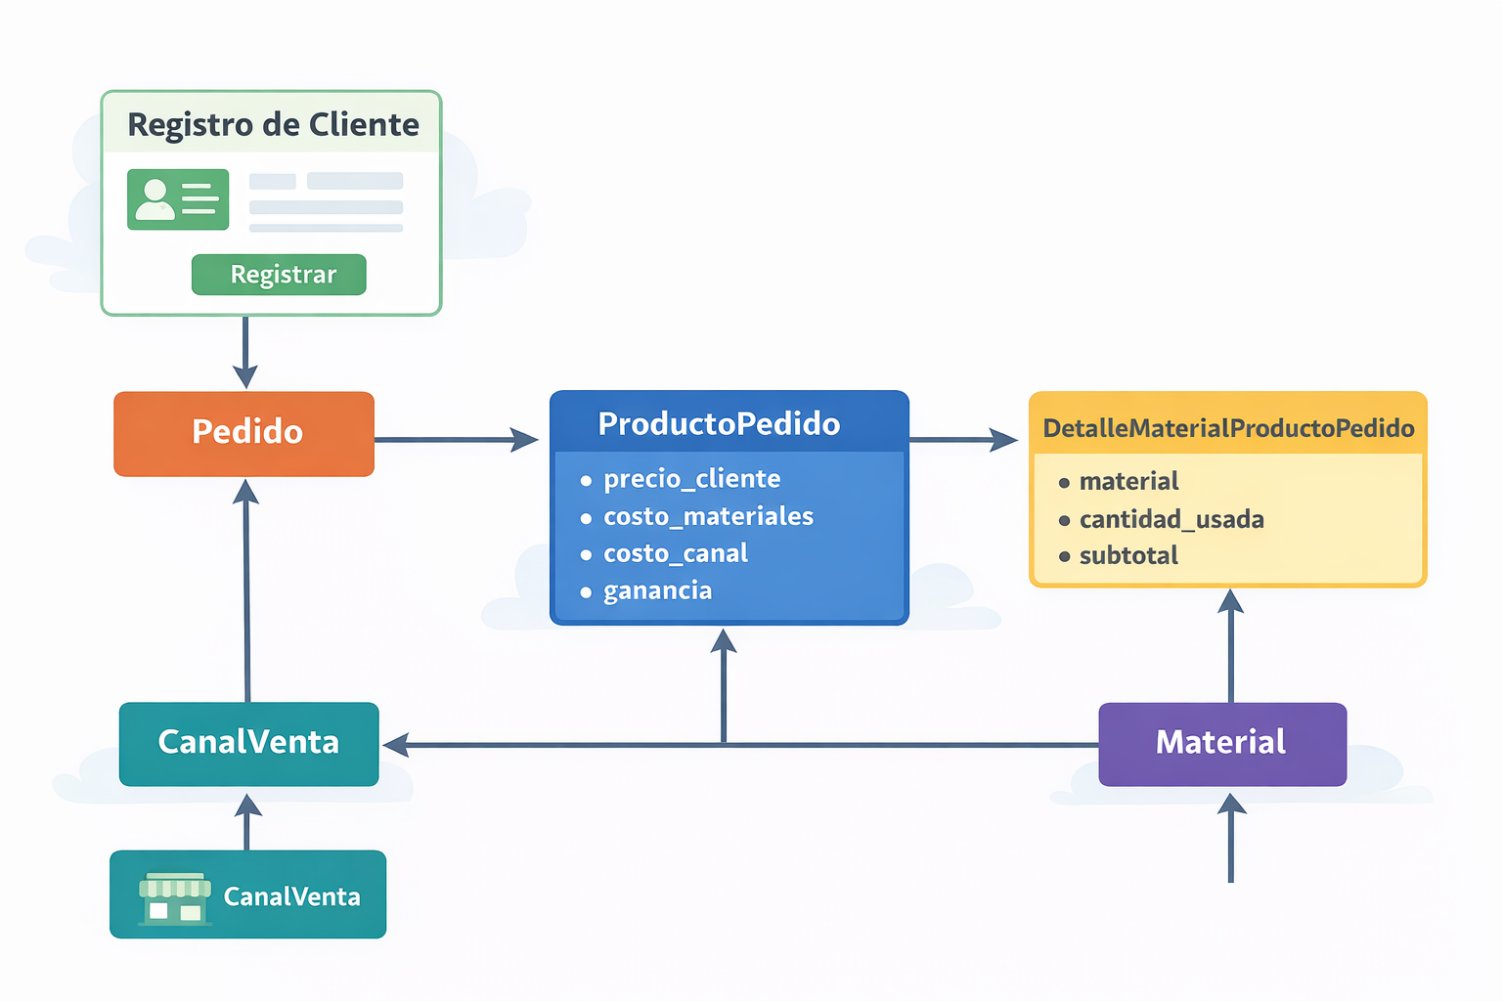 Registro de Cliente
Registrar
Pedido
ProductoPedido
• precio_cliente
• costo_materiales
• costo_canal
• ganancia
DetalleMaterialProductoPedido
• material
• cantidad_usada
• subtotal
CanalVenta
Material
CanalVenta